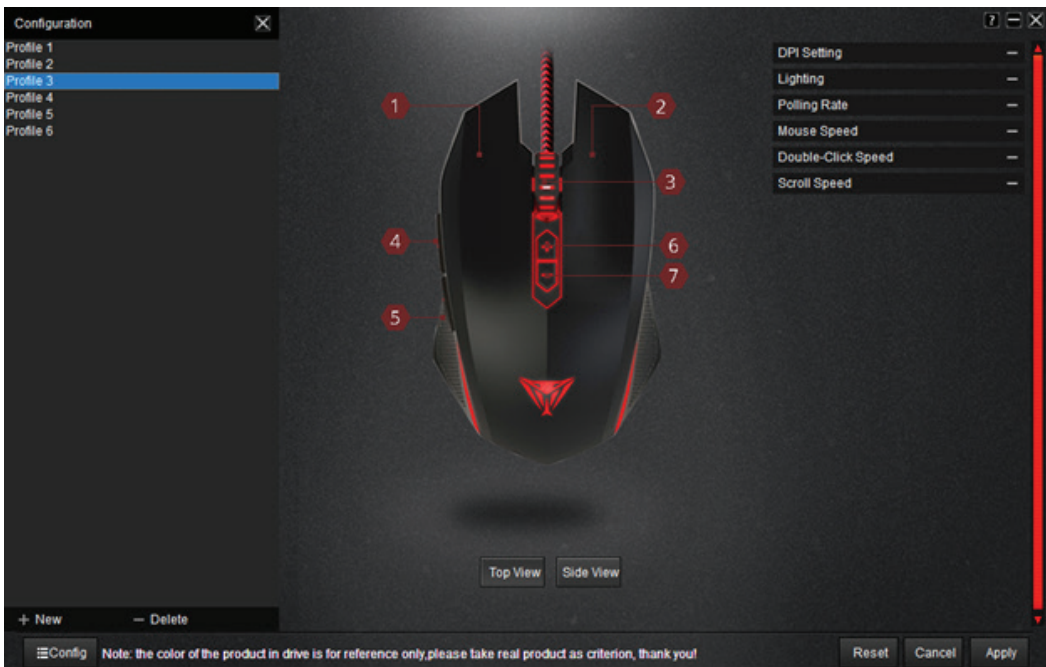 Configuration
Profile 1
Profile 2
Profile 3
Profile 4
Profile 5
Profile 6
1
2
3
4
5
6
7
DPI Setting
Lighting
Polling Rate
Mouse Speed
Double-Click Speed
Scroll Speed
Top View
Side View
+ New
− Delete
Config
Note: the color of the product in drive is for reference only,please take real product as criterion, thank you!
Reset
Cancel
Apply